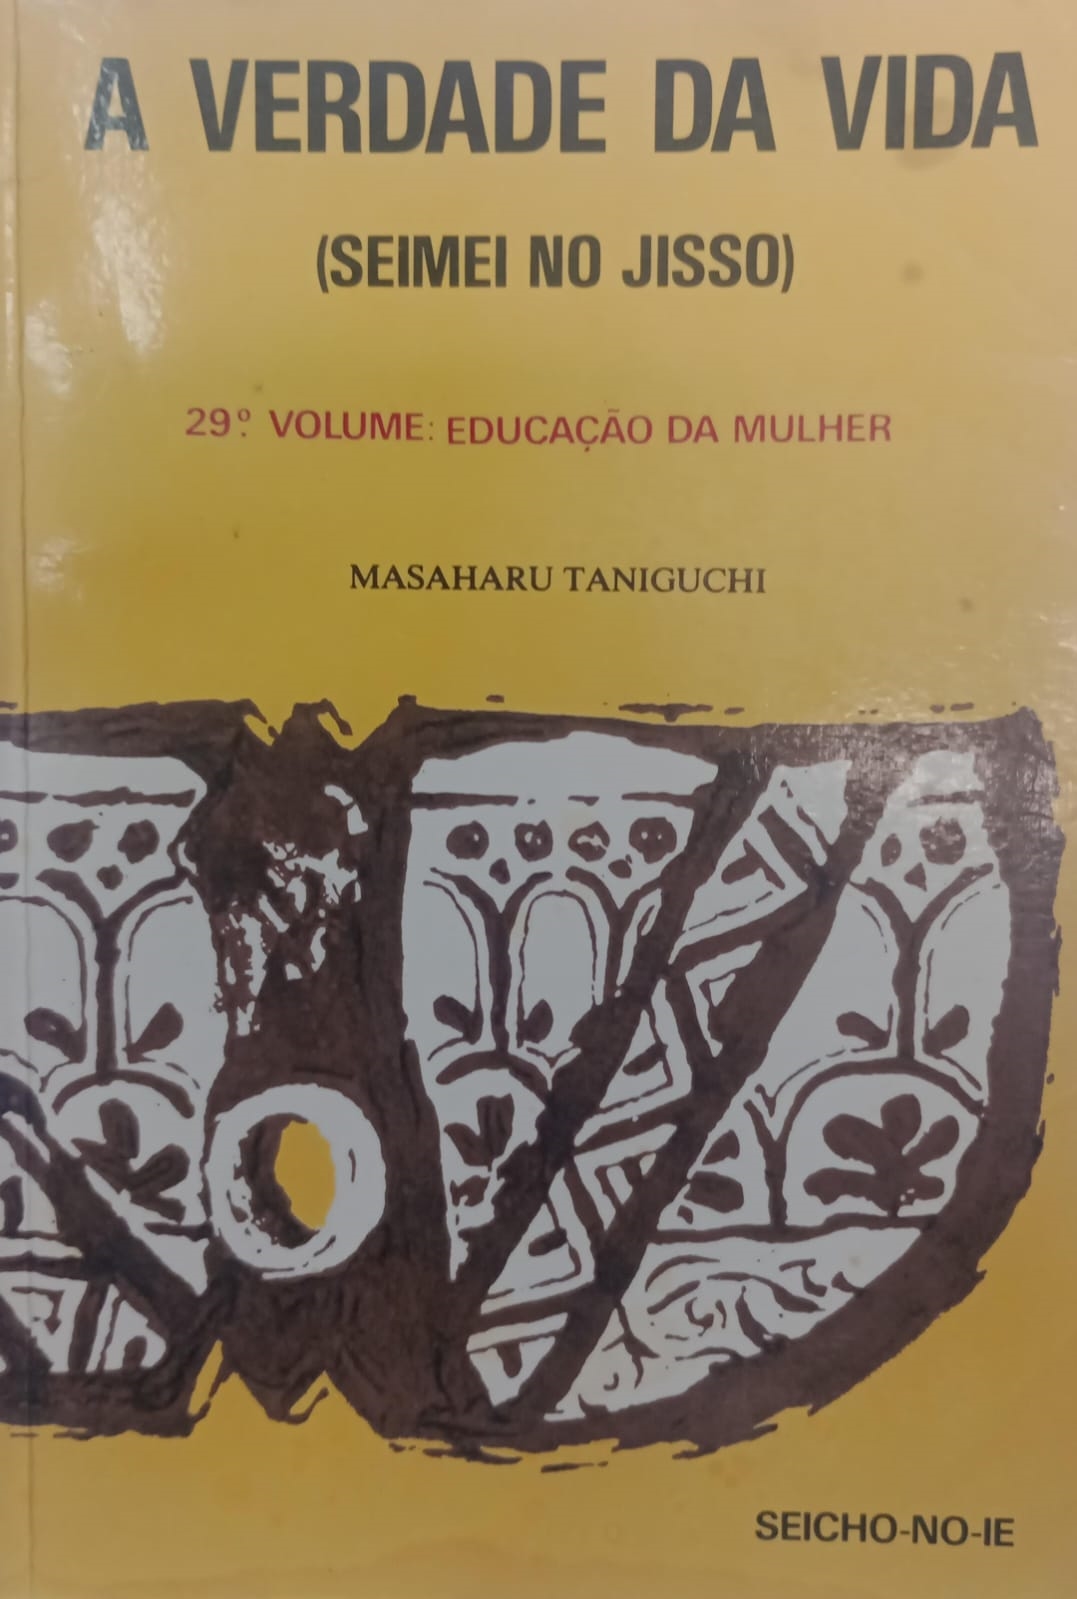 A VERDADE DA VIDA
(SEIMEI NO JISSO)
29º VOLUME: EDUCAÇÃO DA MULHER
MASAHARU TANIGUCHI
SEICHO-NO-IE